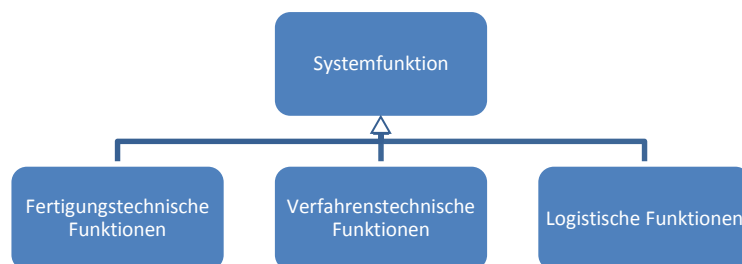 Systemfunktion
Fertigungstechnische
Funktionen
Verfahrenstechnische
Funktionen
Logistische Funktionen